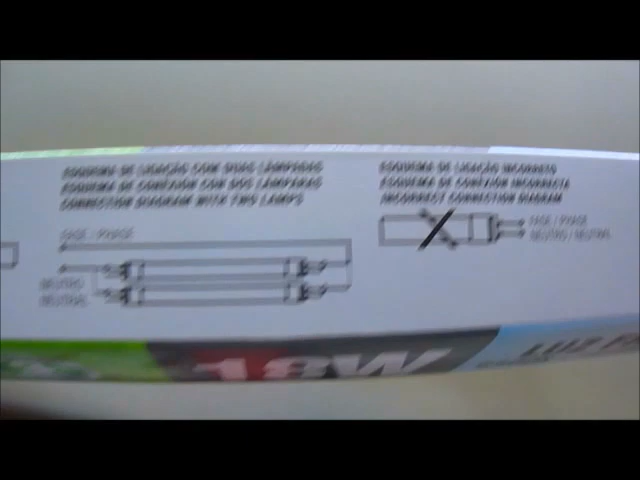 ESQUEMA DE LIGAÇÃO COM DUAS LÂMPADAS
ESQUEMA DE CONEXIÓN CON DOS LÁMPARAS
CONNECTION DIAGRAM WITH TWO LAMPS
FASE / PHASE
NEUTRO
NEUTRAL
ESQUEMA DE LIGAÇÃO INCORRETO
ESQUEMA DE CONEXIÓN INCORRECTA
INCORRECT CONNECTION DIAGRAM
FASE / PHASE
NEUTRO / NEUTRAL
18W
LUZ